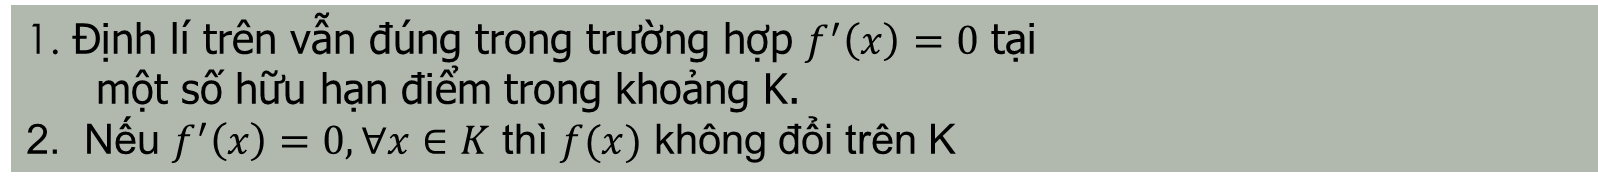 1. Định lí trên vẫn đúng trong trường hợp f′(x) = 0 tại
một số hữu hạn điểm trong khoảng K.
2. Nếu f′(x) = 0, ∀x ∈ K thì f(x) không đổi trên K